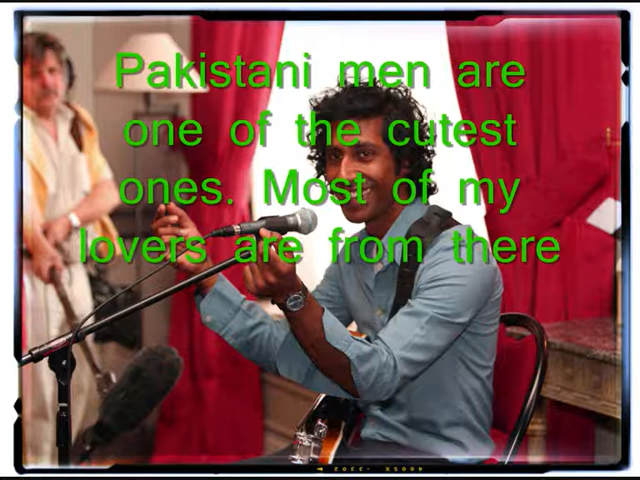 Pakistani men are
one of the cutest
ones. Most of my
lovers are from there